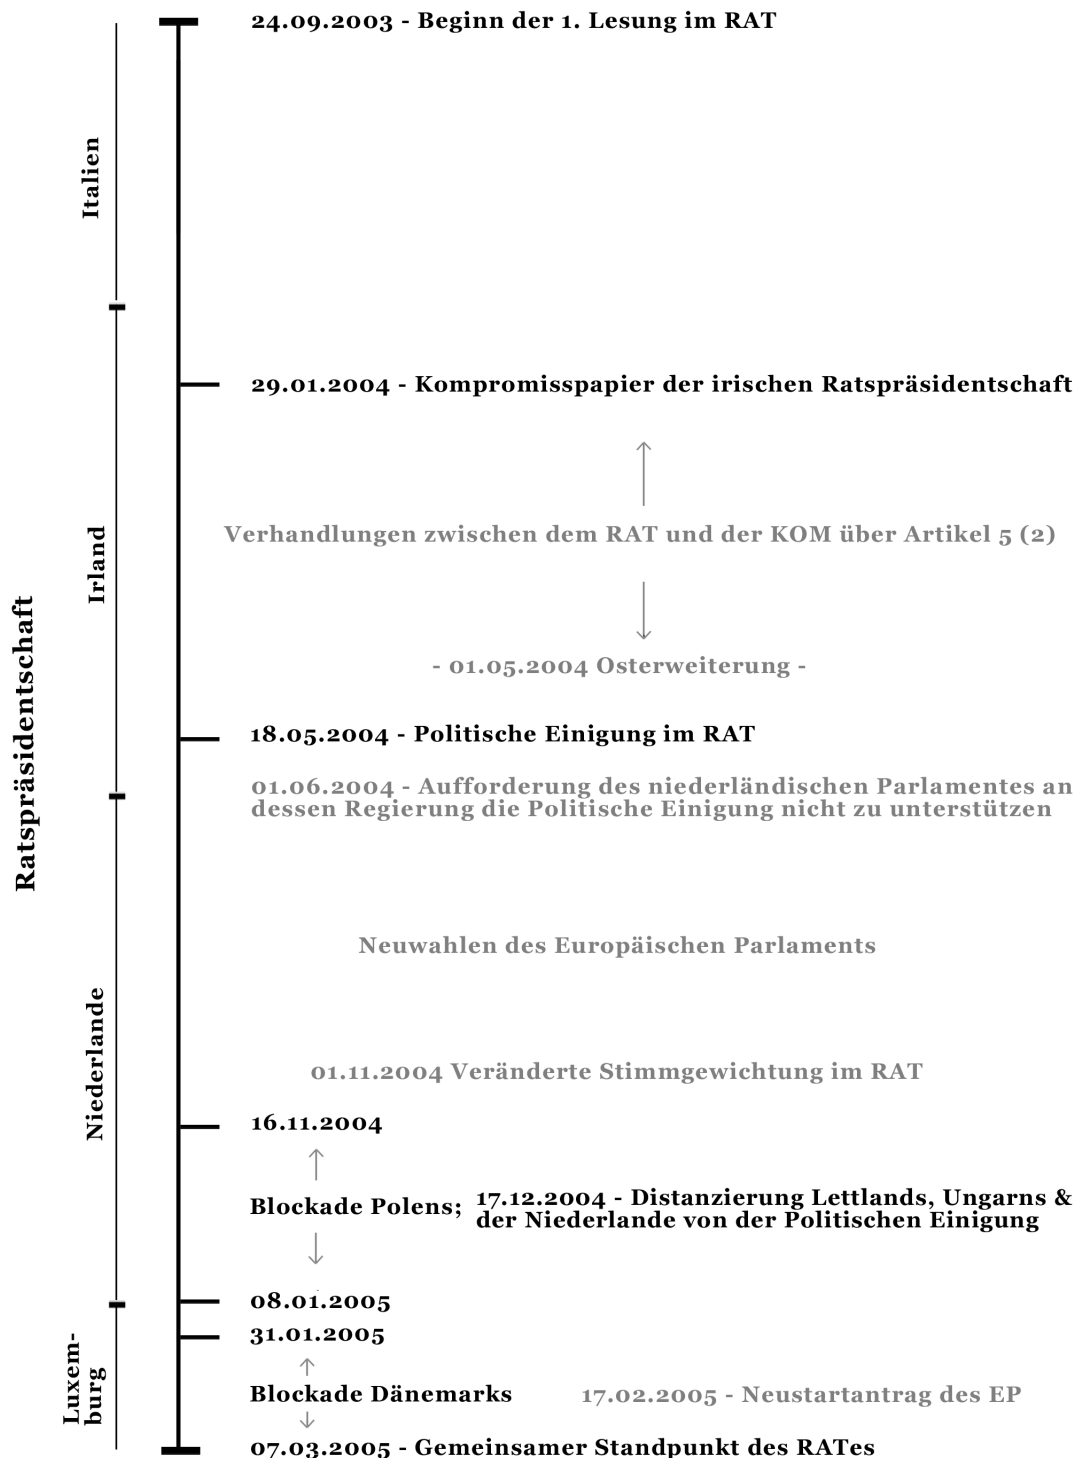 24.09.2003 - Beginn der 1. Lesung im RAT
Italien
29.01.2004 - Kompromisspapier der irischen Ratspräsidentschaft
Verhandlungen zwischen dem RAT und der KOM über Artikel 5 (2)
Irland
Ratspräsidentschaft
- 01.05.2004 Osterweiterung -
18.05.2004 - Politische Einigung im RAT
01.06.2004 - Aufforderung des niederländischen Parlamentes an
dessen Regierung die Politische Einigung nicht zu unterstützen
Neuwahlen des Europäischen Parlaments
Niederlande
01.11.2004 Veränderte Stimmgewichtung im RAT
16.11.2004
Blockade Polens;
17.12.2004 - Distanzierung Lettlands, Ungarns &
der Niederlande von der Politischen Einigung
08.01.2005
31.01.2005
Luxem-
burg
Blockade Dänemarks
17.02.2005 - Neustartantrag des EP
07.03.2005 - Gemeinsamer Standpunkt des RATes